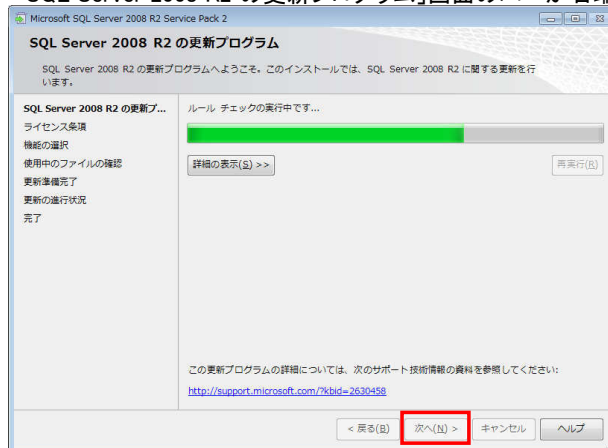 Microsoft SQL Server 2008 R2 Service Pack 2
SQL Server 2008 R2 の更新プログラム
SQL Server 2008 R2 の更新プログラムへようこそ。このインストールでは、SQL Server 2008 R2 に関する更新を行
います。
SQL Server 2008 R2 の更新プ...
ライセンス条項
機能の選択
使用中のファイルの確認
更新準備完了
更新の進行状況
完了
ルール チェックの実行中です...
詳細の表示(S) >>
再実行(R)
この更新プログラムの詳細については、次のサポート技術情報の資料を参照してください:
http://support.microsoft.com/?kbid=2630458
< 戻る(B)
次へ(N) >
キャンセル
ヘルプ